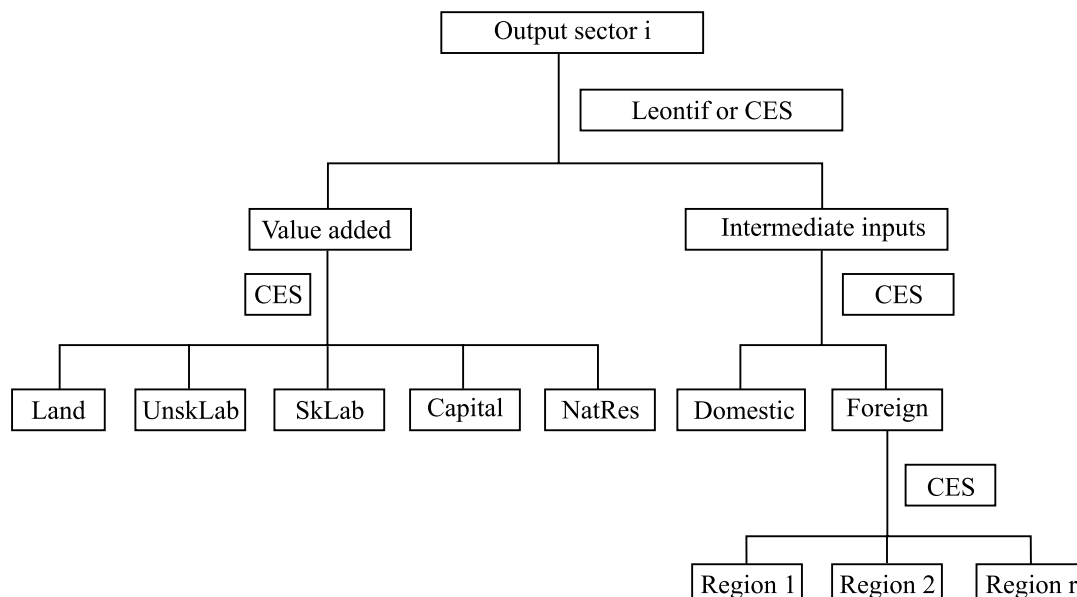 Output sector i
Leontif or CES
Value added
Intermediate inputs
CES
CES
Land
UnskLab
SkLab
Capital
NatRes
Domestic
Foreign
CES
Region 1
Region 2
Region r